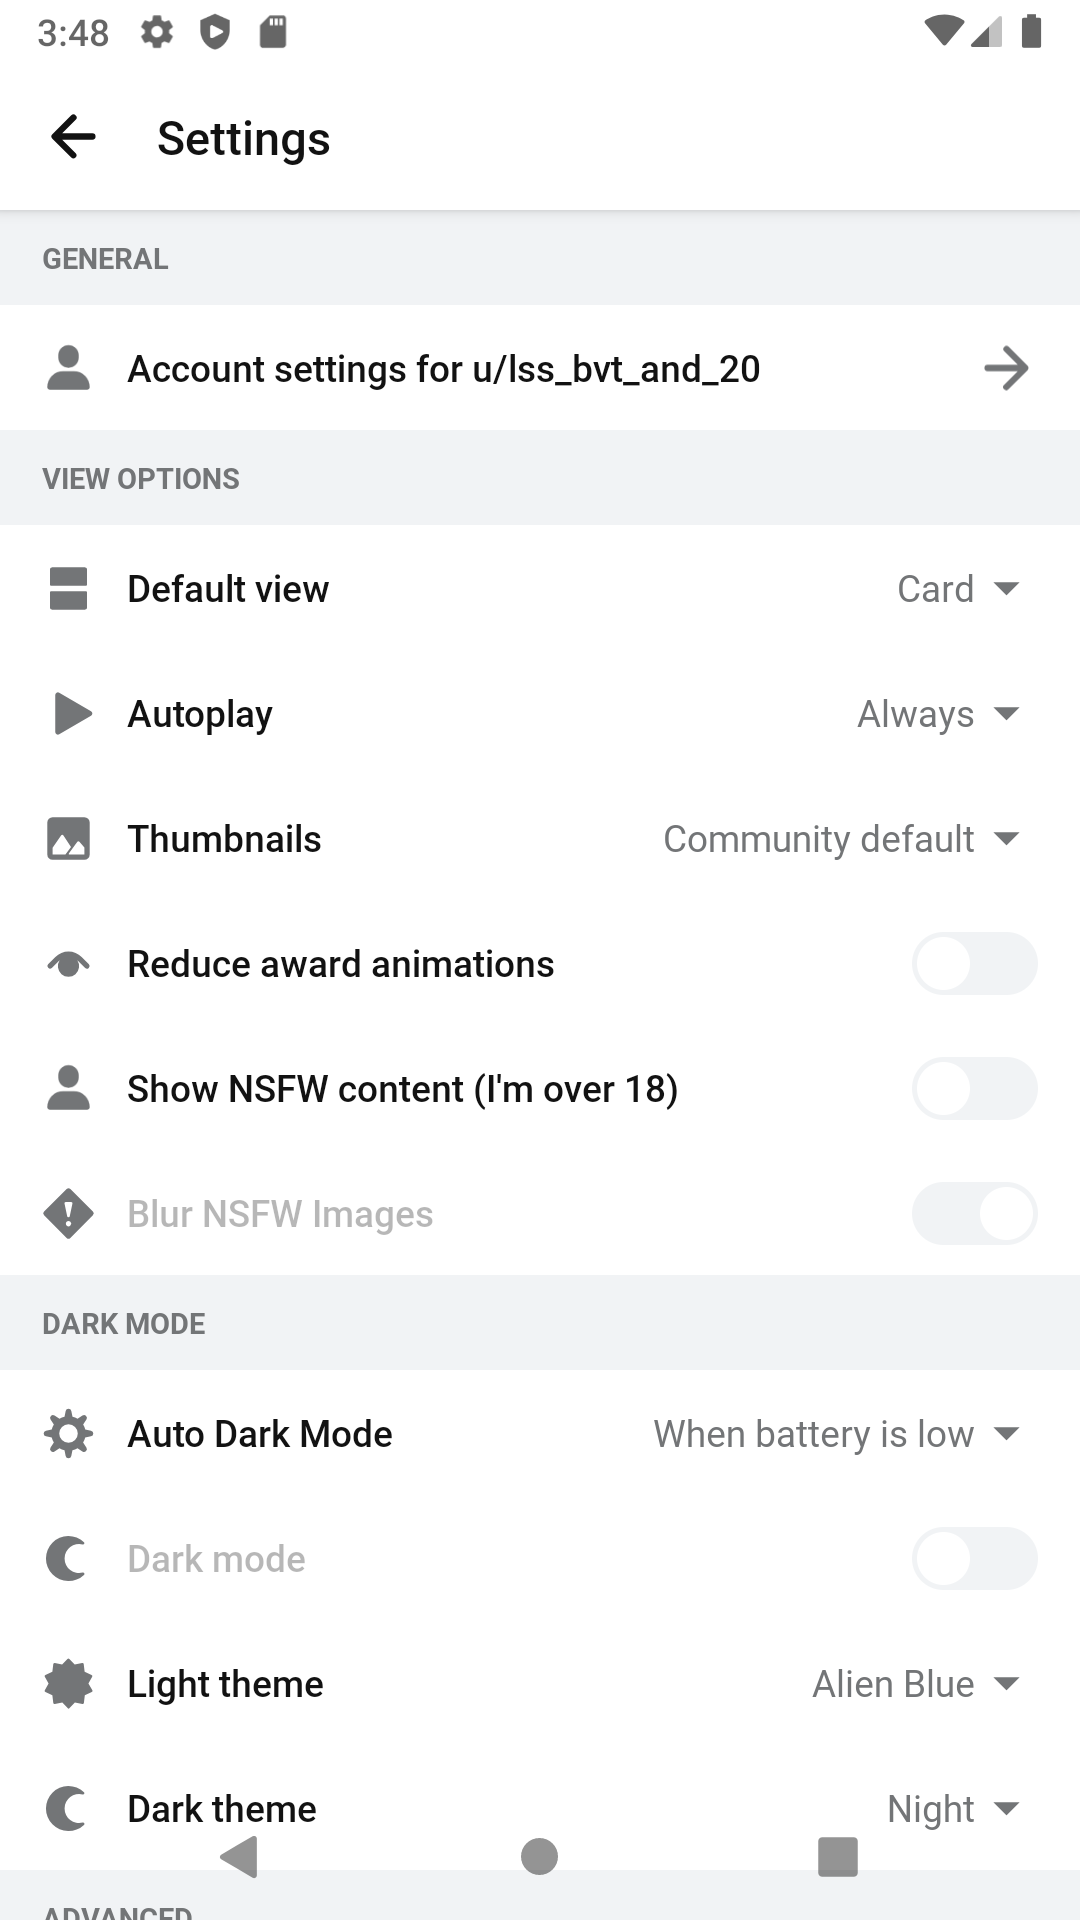 3:48
Settings
GENERAL
Account settings for u/lss_bvt_and_20
VIEW OPTIONS
Default view Card
Autoplay Always
Thumbnails Community default
Reduce award animations
Show NSFW content (I'm over 18)
Blur NSFW Images
DARK MODE
Auto Dark Mode When battery is low
Dark mode
Light theme Alien Blue
Dark theme Night
ADVANCED